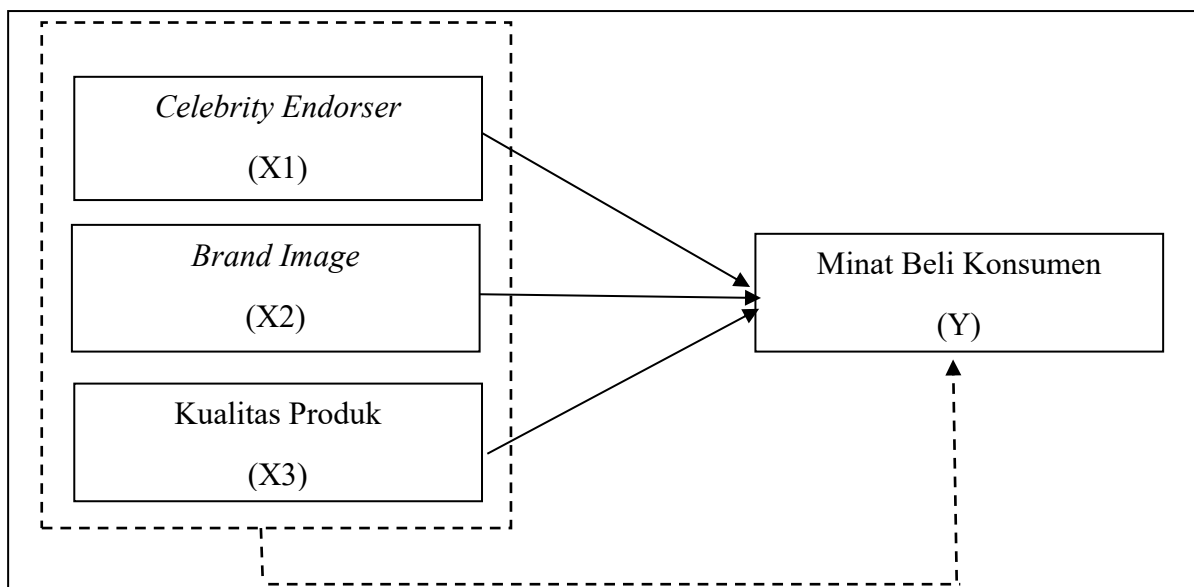 Celebrity Endorser
(X1)
Brand Image
(X2)
Kualitas Produk
(X3)
Minat Beli Konsumen
(Y)